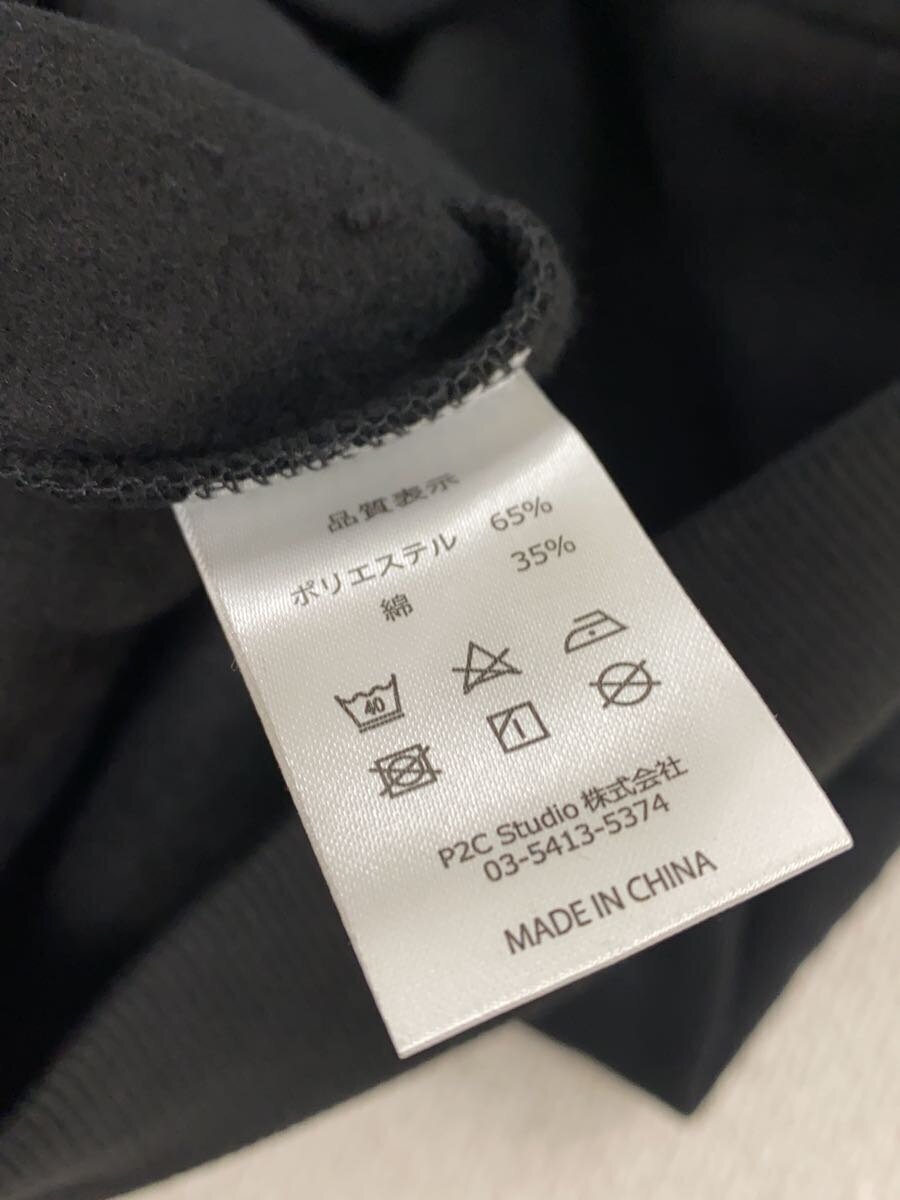 品質表示
ポリエステル 65%
綿 35%
40
P2C Studio 株式会社
03-5413-5374
MADE IN CHINA